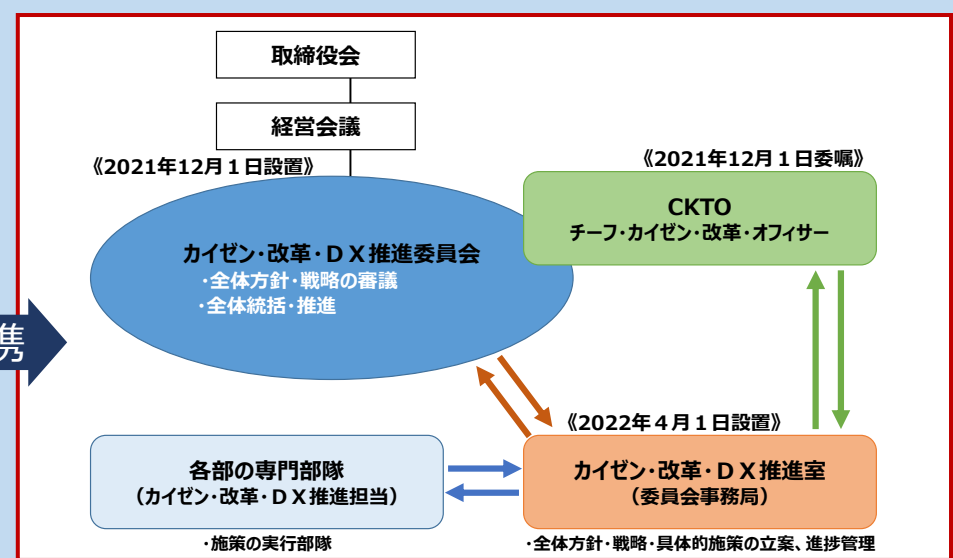 取締役会
経営会議
《2021年12月１日設置》
《2021年12月１日委嘱》
CKTO
チーフ・カイゼン・改革・オフィサー
カイゼン・改革・ＤＸ推進委員会
・全体方針・戦略の審議
・全体統括・推進
携
《2022年４月１日設置》
各部の専門部隊
（カイゼン・改革・ＤＸ推進担当）
カイゼン・改革・ＤＸ推進室
（委員会事務局）
・施策の実行部隊
・全体方針・戦略・具体的施策の立案、進捗管理